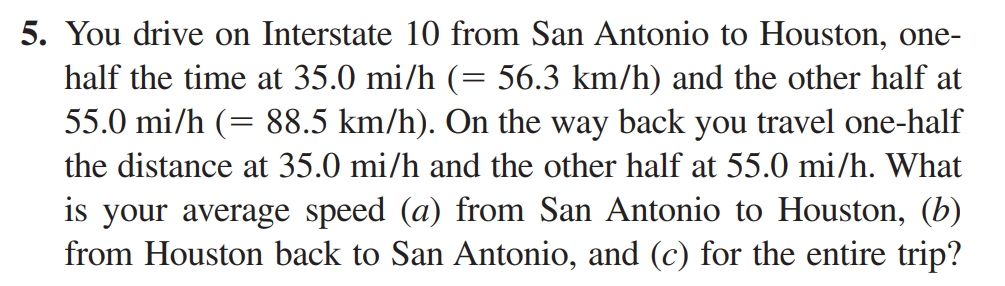 5. You drive on Interstate 10 from San Antonio to Houston, one-
half the time at 35.0 mi/h (= 56.3 km/h) and the other half at
55.0 mi/h (= 88.5 km/h). On the way back you travel one-half
the distance at 35.0 mi/h and the other half at 55.0 mi/h. What
is your average speed (a) from San Antonio to Houston, (b)
from Houston back to San Antonio, and (c) for the entire trip?